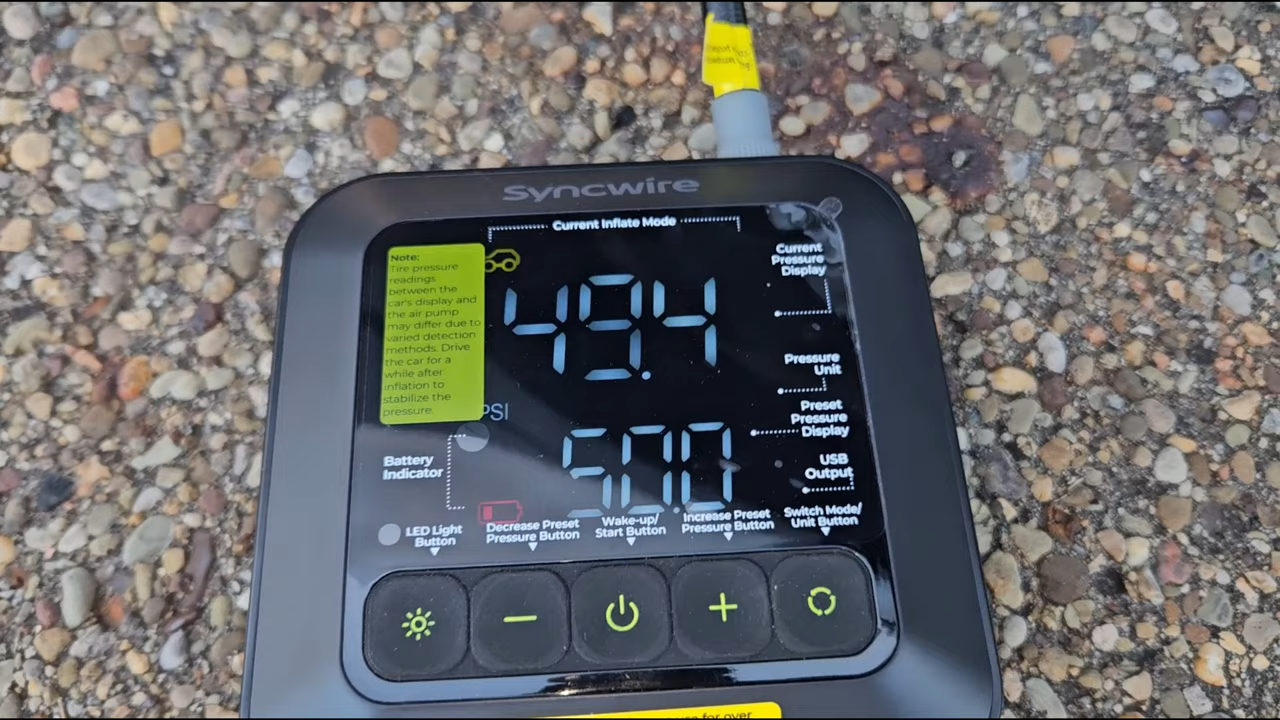 Syncwire
Current Inflate Mode
Note:
Tire pressure
readings
between the
car's display and
the air pump
may differ due to
varied detection
methods. Drive
the car for a
while after
inflation to
stabilize the
pressure.
Current
Pressure
Display
49.4
Pressure
Unit
PSI
Preset
Pressure
Display
50.0
Battery
Indicator
USB
Output
LED Light
Button
Decrease Preset
Pressure Button
Wake-up/
Start Button
Increase Preset
Pressure Button
Switch Mode/
Unit Button
for over